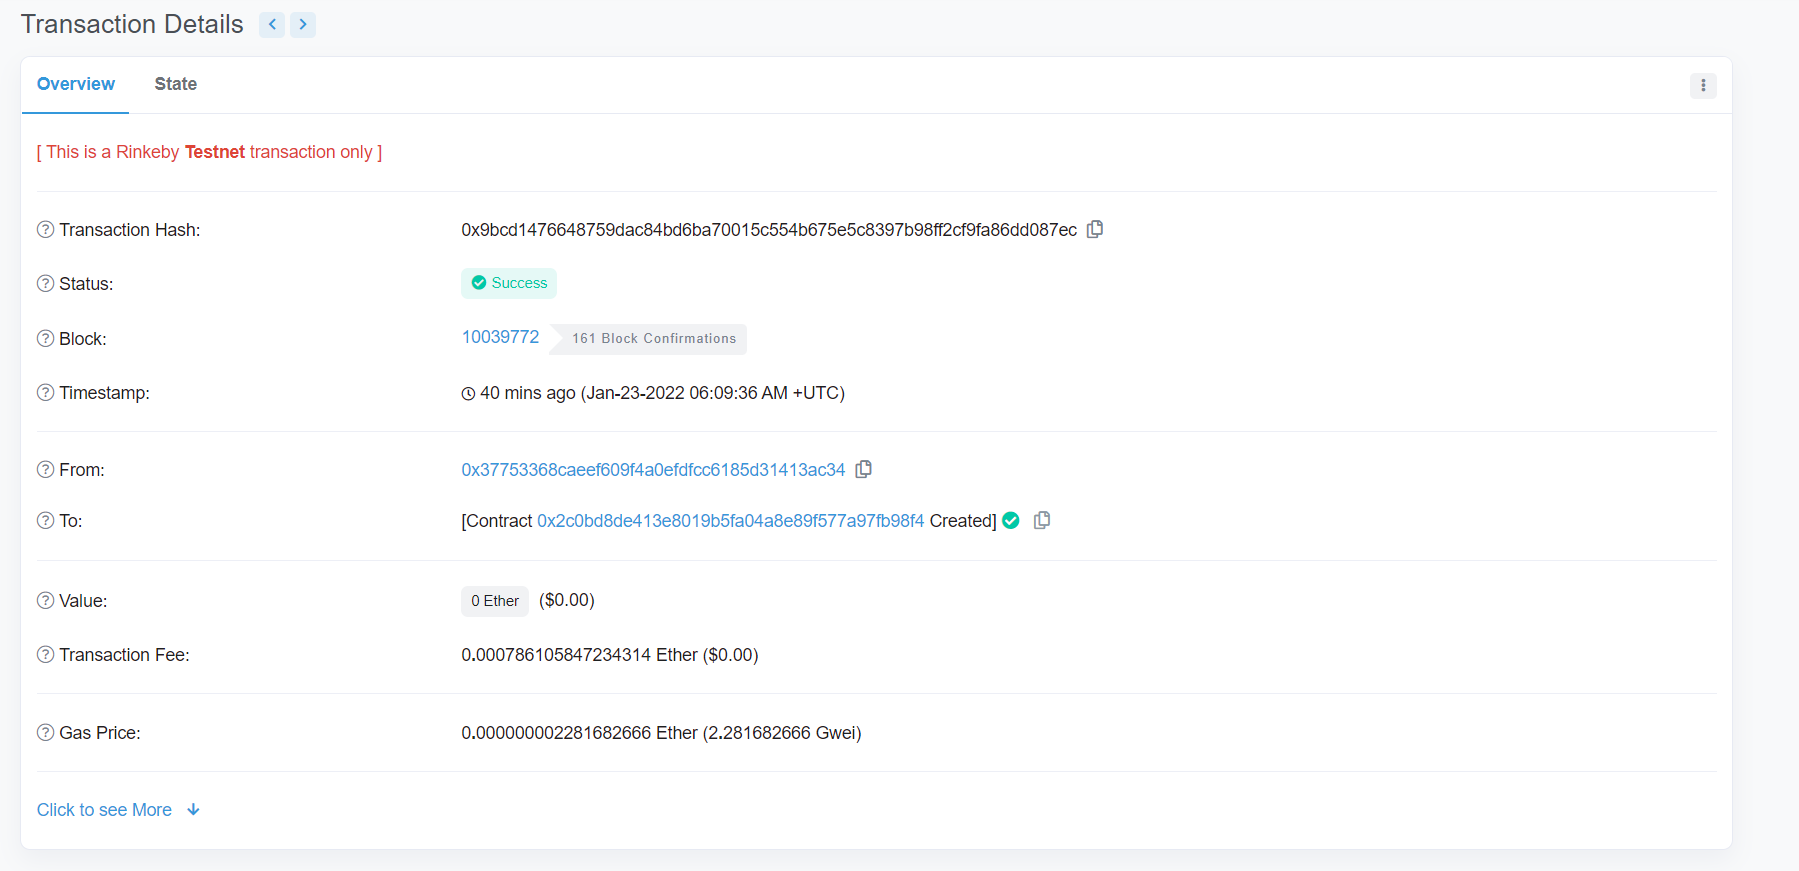 Transaction Details
Overview State
[ This is a Rinkeby Testnet transaction only ]
Transaction Hash: 0x9bcd1476648759dac84bd6ba70015c554b675e5c8397b98ff2cf9fa86dd087ec
Status: Success
Block: 10039772 161 Block Confirmations
Timestamp: 40 mins ago (Jan-23-2022 06:09:36 AM +UTC)
From: 0x37753368caeef609f4a0efdfcc6185d31413ac34
To: [Contract 0x2c0bd8de413e8019b5fa04a8e89f577a97fb98f4 Created]
Value: 0 Ether ($0.00)
Transaction Fee: 0.000786105847234314 Ether ($0.00)
Gas Price: 0.000000002281682666 Ether (2.281682666 Gwei)
Click to see More